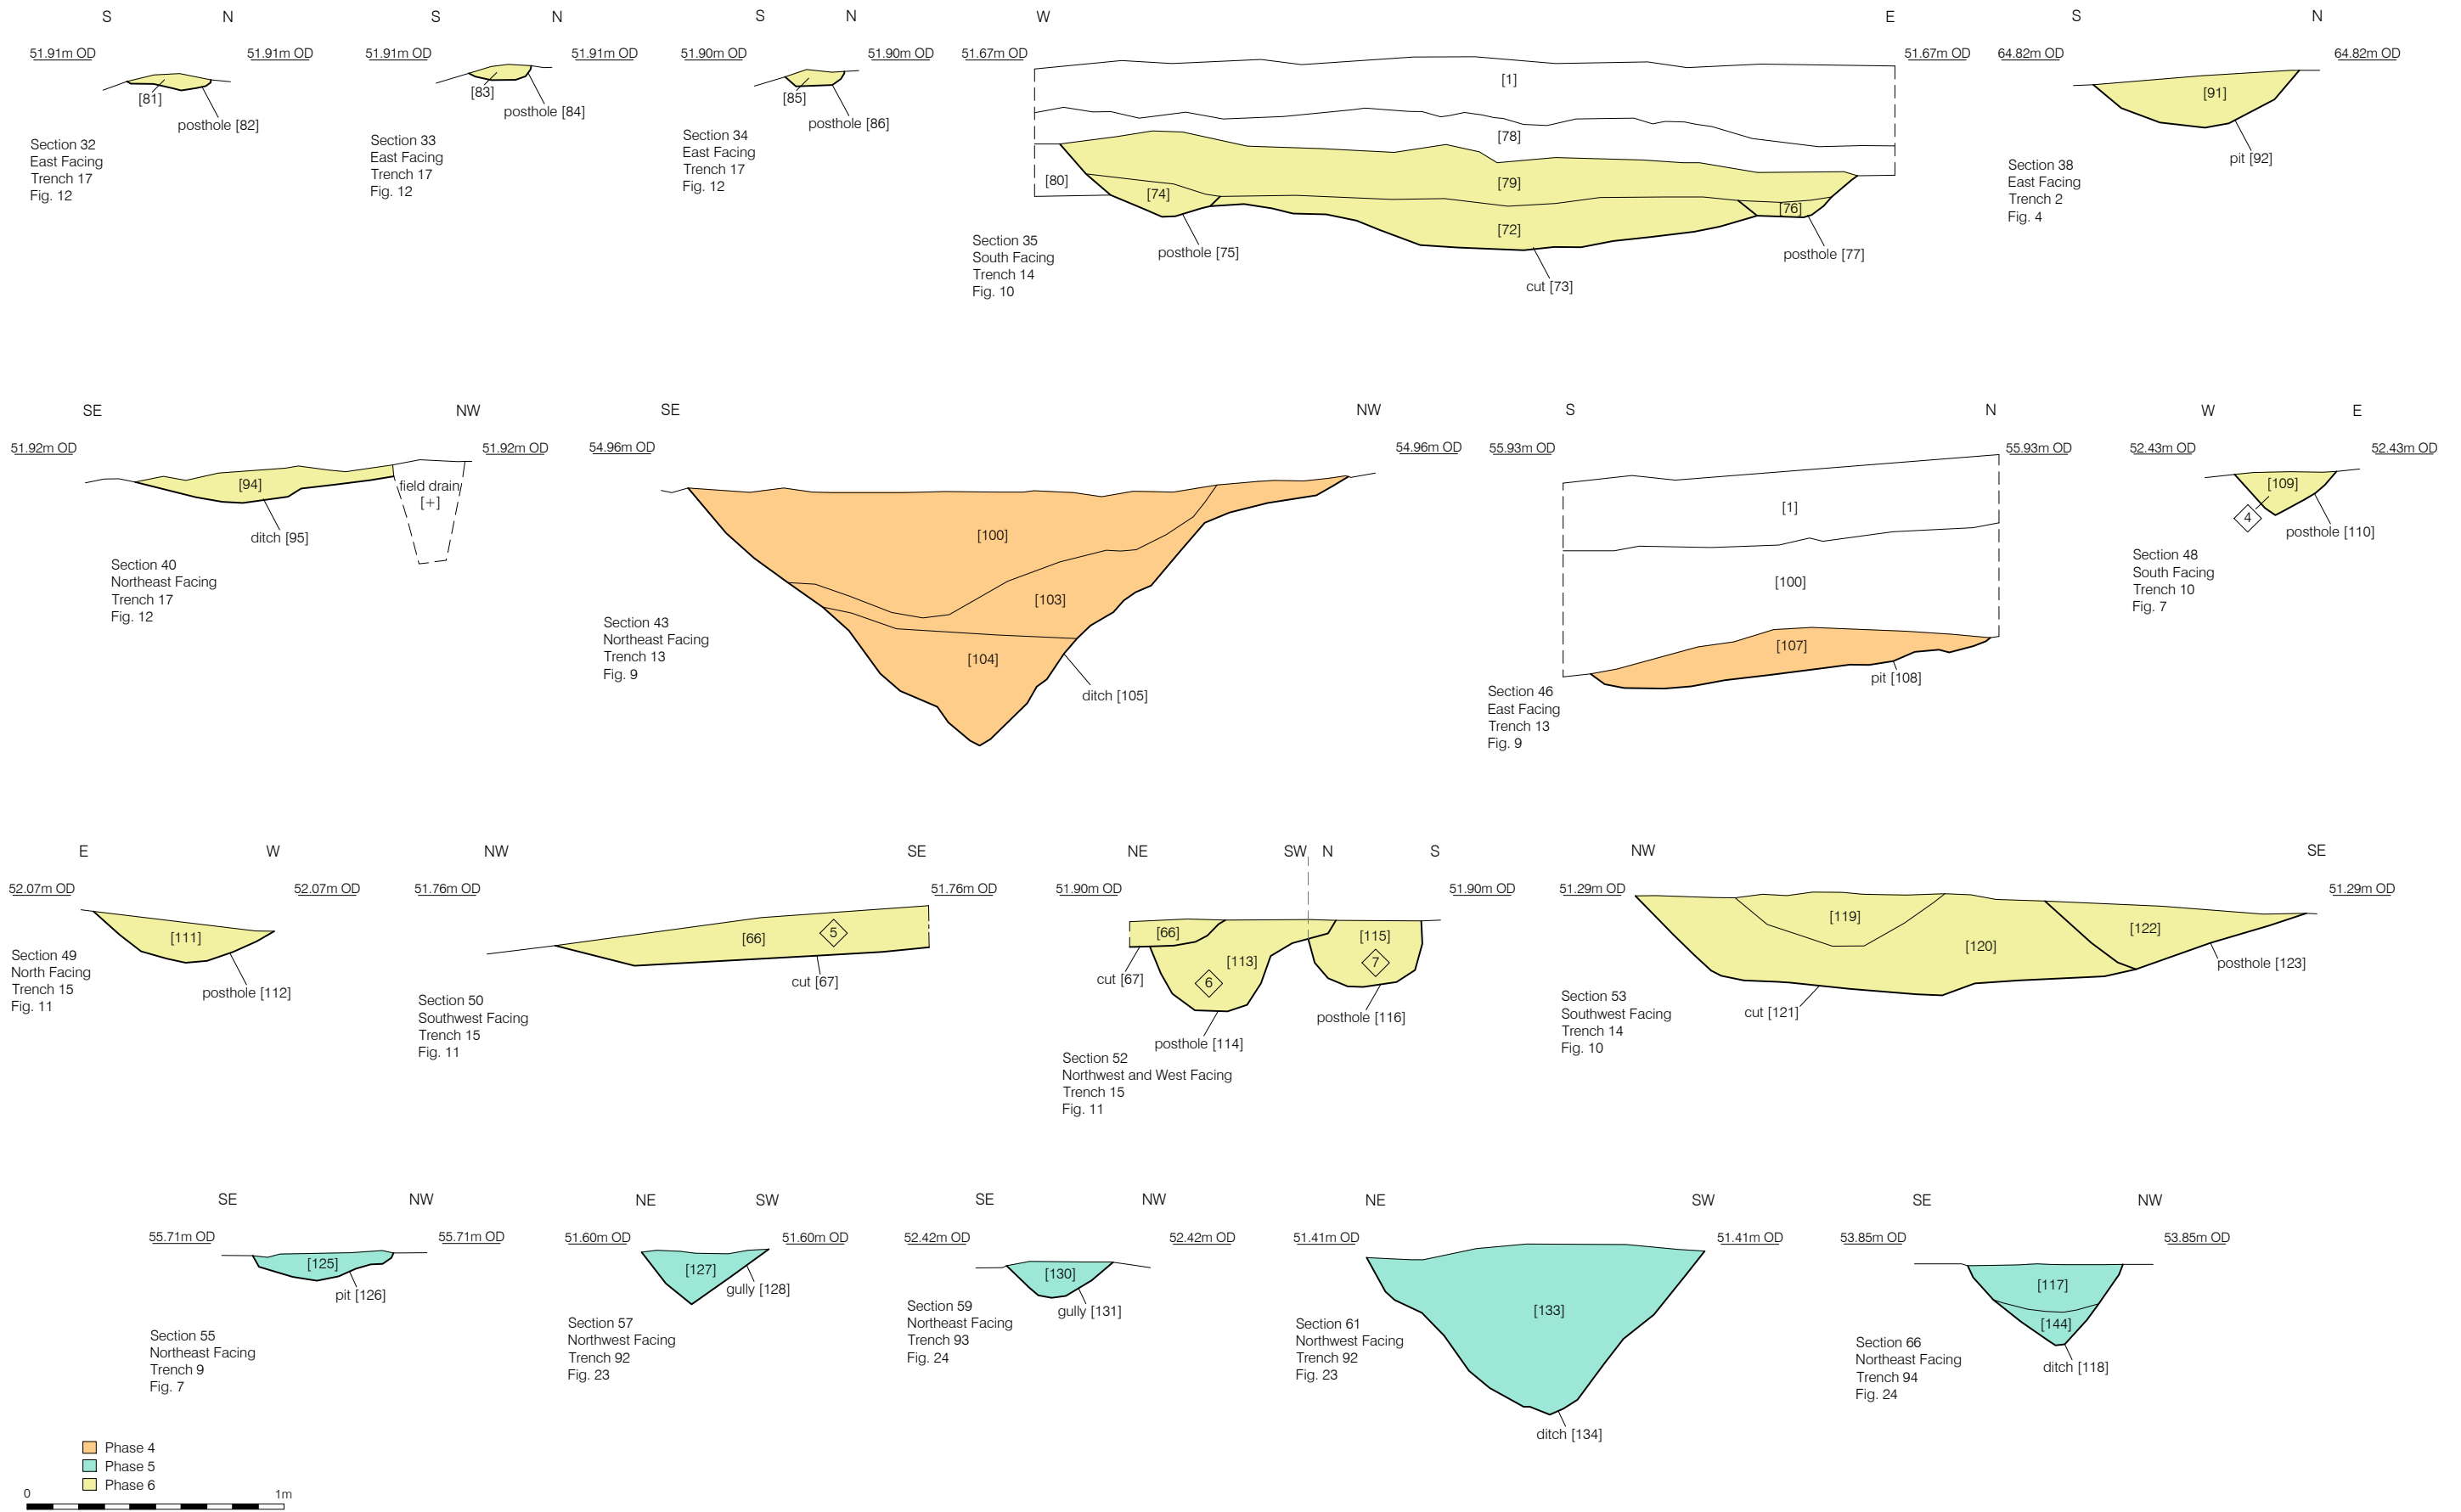 S N
51.91m OD 51.91m OD
[81]
posthole [82]
Section 32
East Facing
Trench 17
Fig. 12
S N
51.91m OD 51.91m OD
[83]
posthole [84]
Section 33
East Facing
Trench 17
Fig. 12
S N
51.90m OD 51.90m OD
[85]
posthole [86]
Section 34
East Facing
Trench 17
Fig. 12
W E
51.67m OD 51.67m OD
[1]
[78]
[80]
[79]
[74]
[76]
[72]
posthole [75]
posthole [77]
cut [73]
Section 35
South Facing
Trench 14
Fig. 10
S N
64.82m OD 64.82m OD
[91]
pit [92]
Section 38
East Facing
Trench 2
Fig. 4
SE NW
51.92m OD 51.92m OD
[94]
field drain
[+]
ditch [95]
Section 40
Northeast Facing
Trench 17
Fig. 12
SE NW
54.96m OD 54.96m OD
[100]
[103]
[104]
ditch [105]
Section 43
Northeast Facing
Trench 13
Fig. 9
S N
55.93m OD 55.93m OD
[1]
[100]
[107]
pit [108]
Section 46
East Facing
Trench 13
Fig. 9
W E
52.43m OD 52.43m OD
[109]
4
posthole [110]
Section 48
South Facing
Trench 10
Fig. 7
E W
52.07m OD 52.07m OD
[111]
posthole [112]
Section 49
North Facing
Trench 15
Fig. 11
NW SE
51.76m OD 51.76m OD
[66]
5
cut [67]
Section 50
Southwest Facing
Trench 15
Fig. 11
NE SW N S
51.90m OD 51.90m OD
[66]
[115]
[113]
7
6
cut [67]
posthole [116]
posthole [114]
Section 52
Northwest and West Facing
Trench 15
Fig. 11
NW SE
51.29m OD 51.29m OD
[119]
[122]
[120]
posthole [123]
cut [121]
Section 53
Southwest Facing
Trench 14
Fig. 10
SE NW
55.71m OD 55.71m OD
[125]
pit [126]
Section 55
Northeast Facing
Trench 9
Fig. 7
NE SW
51.60m OD 51.60m OD
[127]
gully [128]
Section 57
Northwest Facing
Trench 92
Fig. 23
SE NW
52.42m OD 52.42m OD
[130]
gully [131]
Section 59
Northeast Facing
Trench 93
Fig. 24
NE SW
51.41m OD 51.41m OD
[133]
ditch [134]
Section 61
Northwest Facing
Trench 92
Fig. 23
SE NW
53.85m OD 53.85m OD
[117]
[144]
ditch [118]
Section 66
Northeast Facing
Trench 94
Fig. 24
Phase 4
Phase 5
Phase 6
0 1m